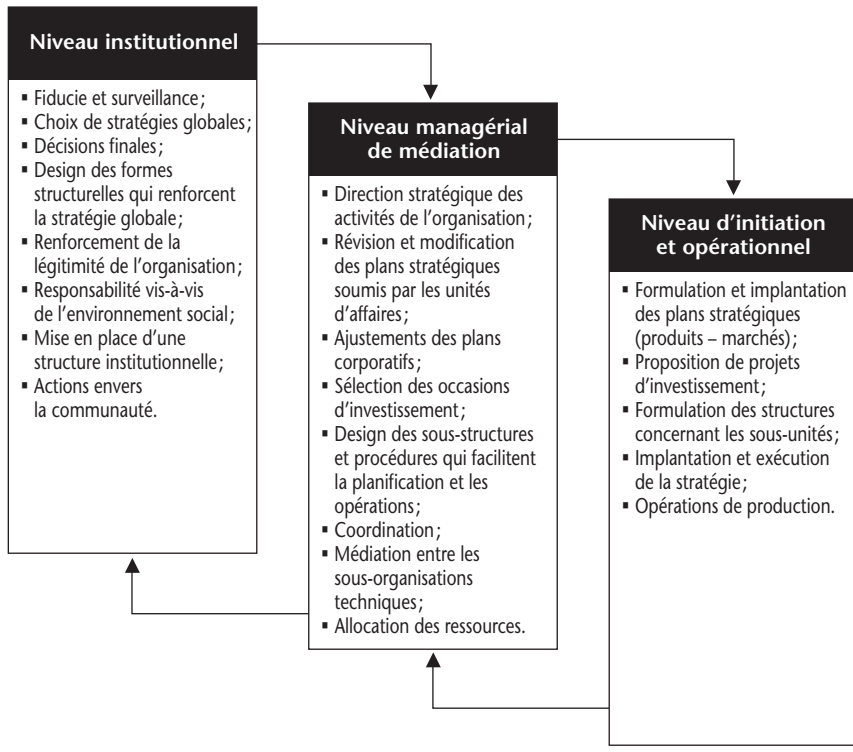 Niveau institutionnel
▪ Fiducie et surveillance;
▪ Choix de stratégies globales;
▪ Décisions finales;
▪ Design des formes
structurelles qui renforcent
la stratégie globale;
▪ Renforcement de la
légitimité de l’organisation;
▪ Responsabilité vis-à-vis
de l’environnement social;
▪ Mise en place d’une
structure institutionnelle;
▪ Actions envers
la communauté.
Niveau managérial
de médiation
▪ Direction stratégique des
activités de l’organisation;
▪ Révision et modification
des plans stratégiques
soumis par les unités
d’affaires;
▪ Ajustements des plans
corporatifs;
▪ Sélection des occasions
d’investissement;
▪ Design des sous-structures
et procédures qui facilitent
la planification et les
opérations;
▪ Coordination;
▪ Médiation entre les
sous-organisations
techniques;
▪ Allocation des ressources.
Niveau d’initiation
et opérationnel
▪ Formulation et implantation
des plans stratégiques
(produits – marchés);
▪ Proposition de projets
d’investissement;
▪ Formulation des structures
concernant les sous-unités;
▪ Implantation et exécution
de la stratégie;
▪ Opérations de production.